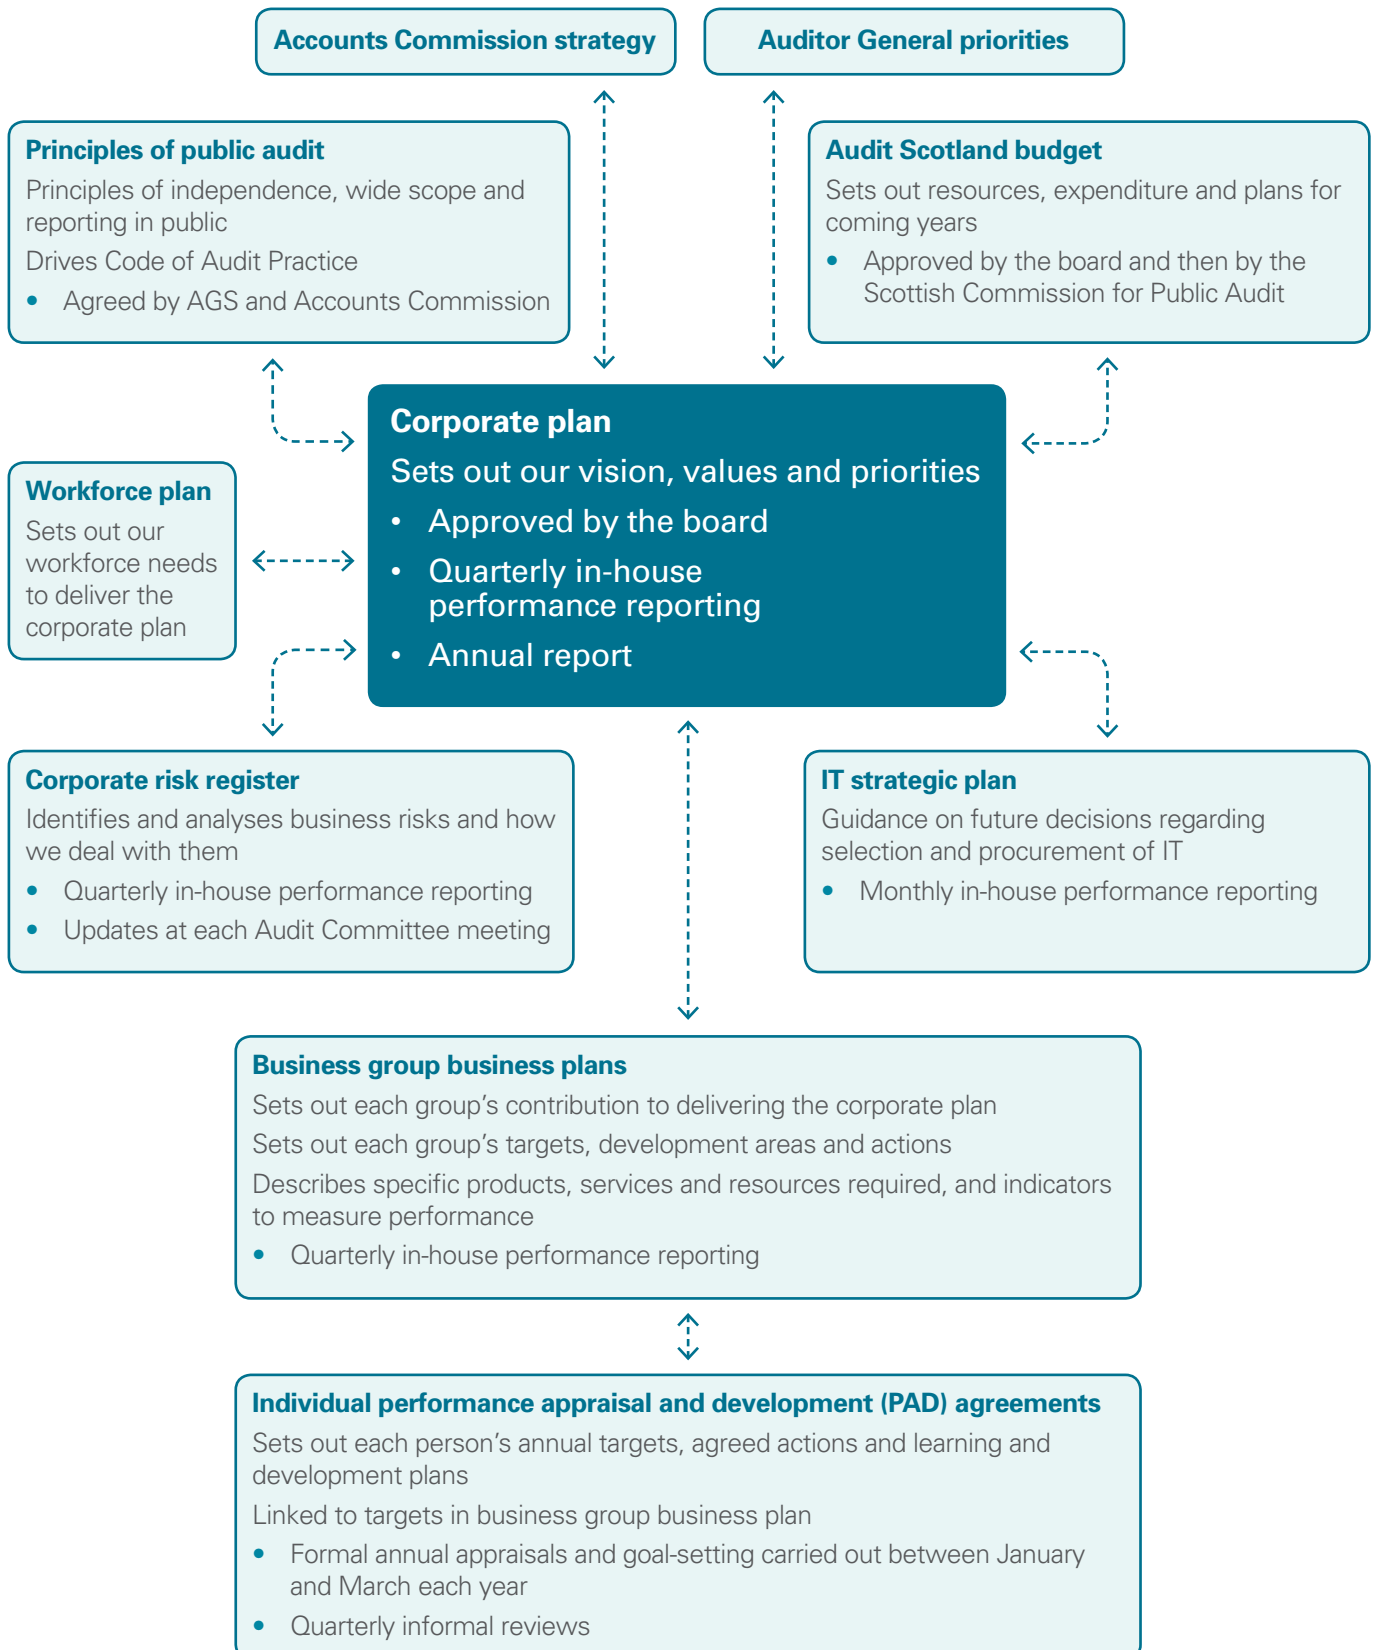 Accounts Commission strategy
Auditor General priorities
Principles of public audit
Principles of independence, wide scope and
reporting in public
Drives Code of Audit Practice
• Agreed by AGS and Accounts Commission
Audit Scotland budget
Sets out resources, expenditure and plans for
coming years
• Approved by the board and then by the
Scottish Commission for Public Audit
Corporate plan
Sets out our vision, values and priorities
• Approved by the board
• Quarterly in-house
performance reporting
• Annual report
Workforce plan
Sets out our
workforce needs
to deliver the
corporate plan
Corporate risk register
Identifies and analyses business risks and how
we deal with them
• Quarterly in-house performance reporting
• Updates at each Audit Committee meeting
IT strategic plan
Guidance on future decisions regarding
selection and procurement of IT
• Monthly in-house performance reporting
Business group business plans
Sets out each group’s contribution to delivering the corporate plan
Sets out each group’s targets, development areas and actions
Describes specific products, services and resources required, and indicators
to measure performance
• Quarterly in-house performance reporting
Individual performance appraisal and development (PAD) agreements
Sets out each person’s annual targets, agreed actions and learning and
development plans
Linked to targets in business group business plan
• Formal annual appraisals and goal-setting carried out between January
and March each year
• Quarterly informal reviews